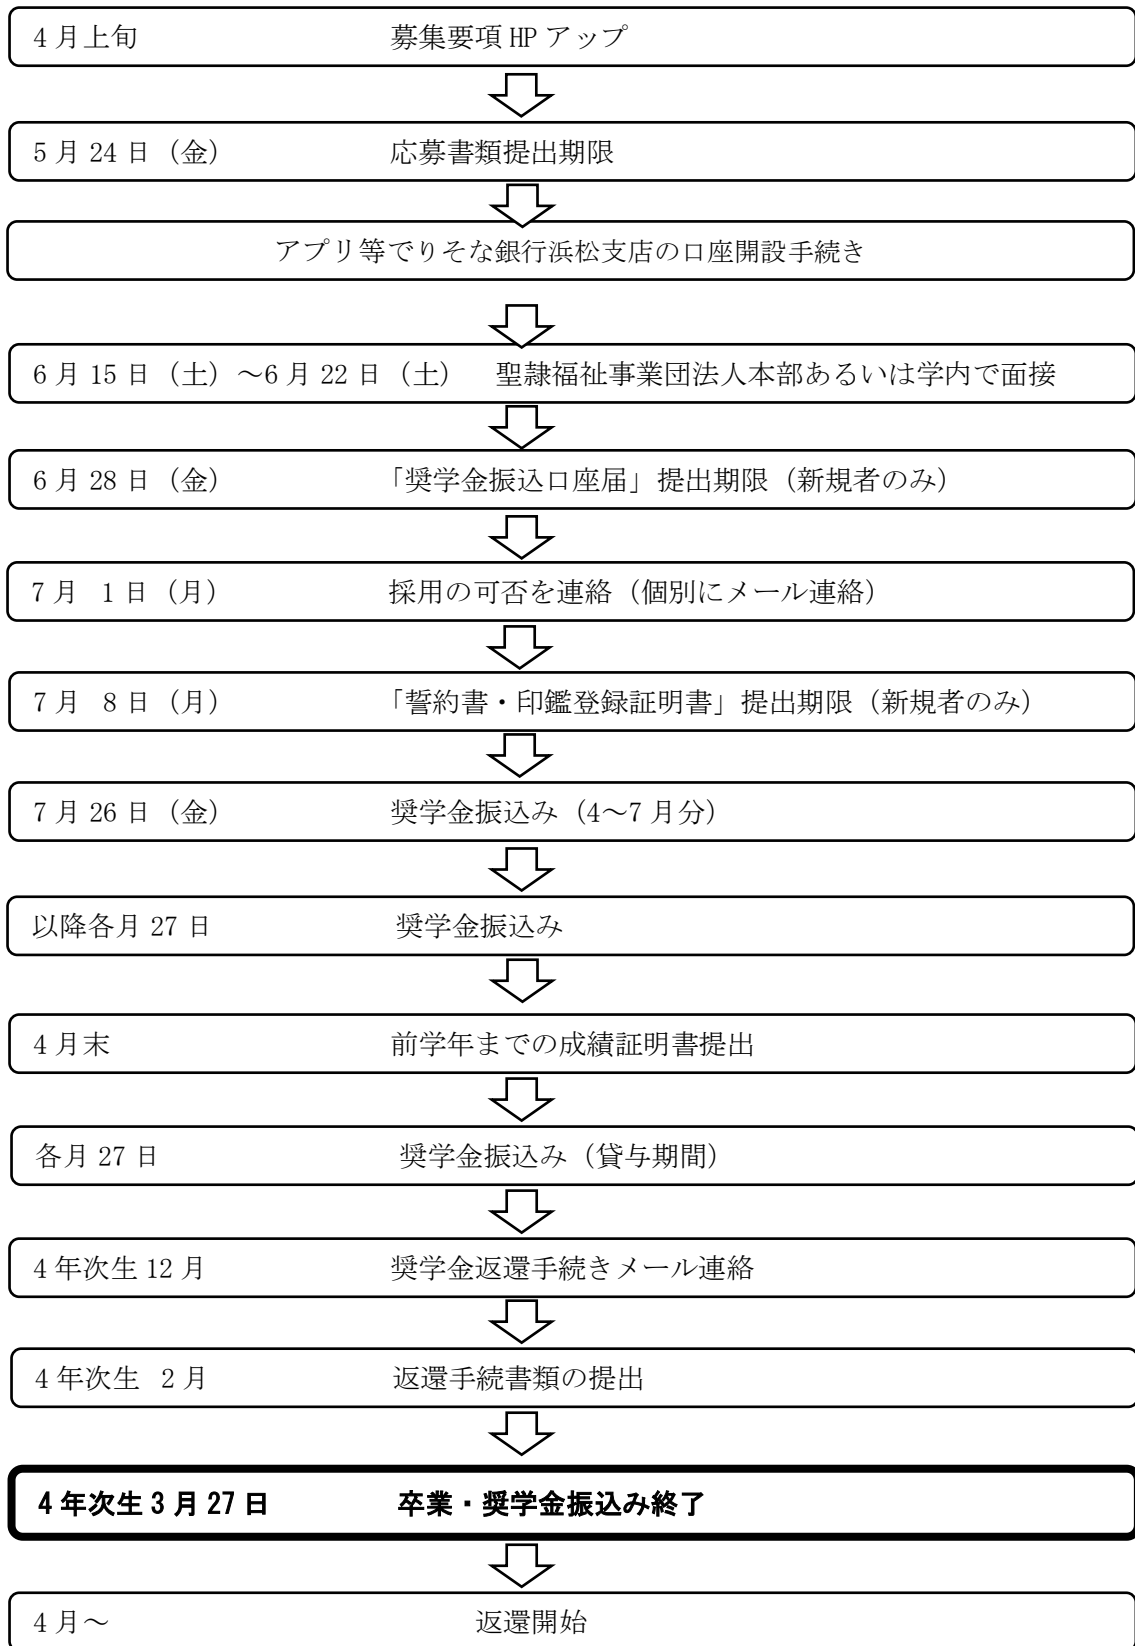 4月上旬 募集要項HPアップ
5月24日（金） 応募書類提出期限
アプリ等でりそな銀行浜松支店の口座開設手続き
6月15日（土）～6月22日（土） 聖隷福祉事業団法人本部あるいは学内で面接
6月28日（金） 「奨学金振込口座届」提出期限（新規者のみ）
7月 1日（月） 採用の可否を連絡（個別にメール連絡）
7月 8日（月） 「誓約書・印鑑登録証明書」提出期限（新規者のみ）
7月26日（金） 奨学金振込み（4～7月分）
以降各月27日 奨学金振込み
4月末 前学年までの成績証明書提出
各月27日 奨学金振込み（貸与期間）
4年次生12月 奨学金返還手続きメール連絡
4年次生 2月 返還手続書類の提出
4年次生3月27日 卒業・奨学金振込み終了
4月～ 返還開始